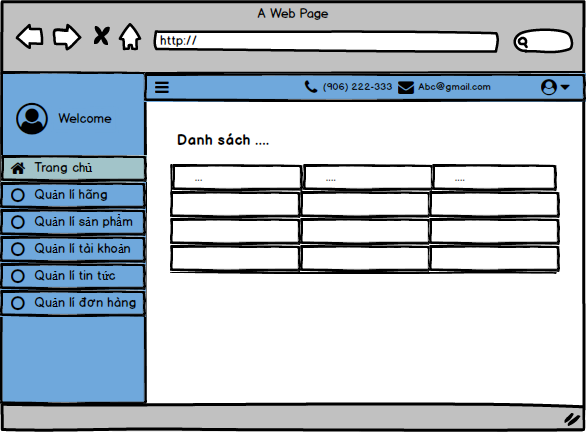 A Web Page
http://
(906) 222-333 Abc@gmail.com
Welcome
Danh sách ....
Trang chủ
... .... ....
Quản lí hãng
Quản lí sản phẩm
Quản lí tài khoản
Quản lí tin tức
Quản lí đơn hàng